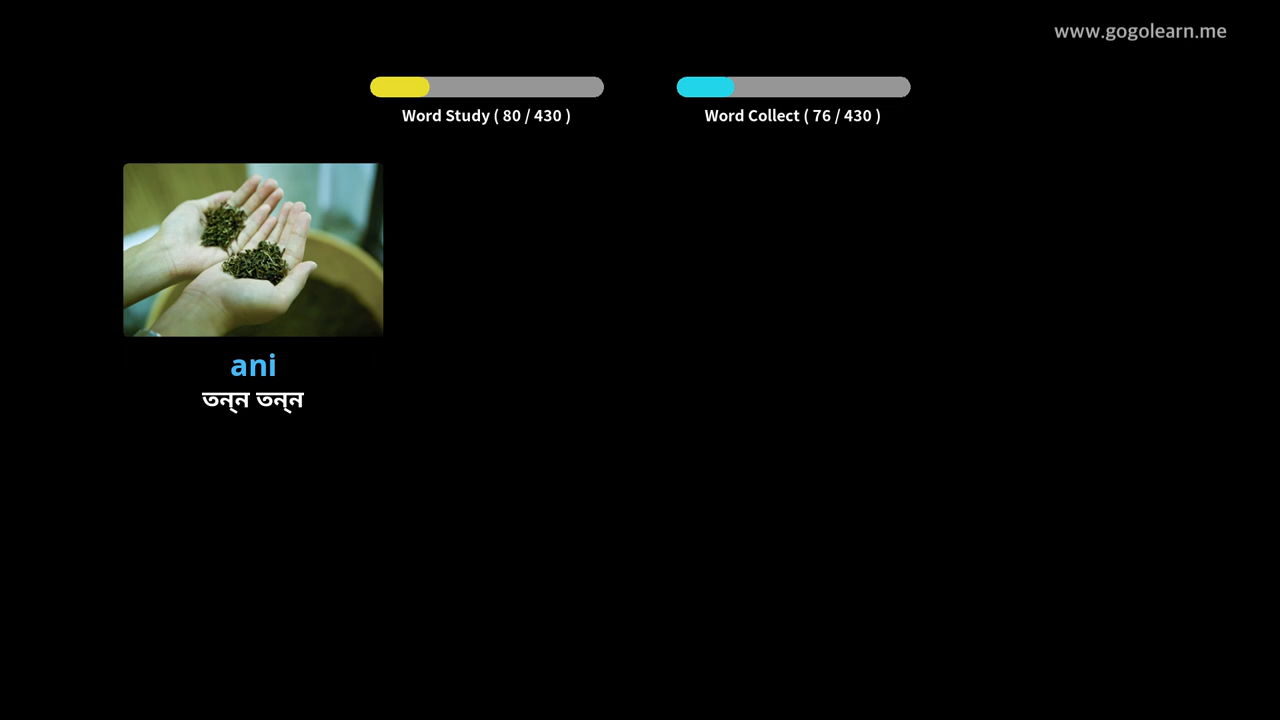 www.gogolearn.me
Word Study ( 80 / 430 )
Word Collect ( 76 / 430 )
ani
তন্ন তন্ন